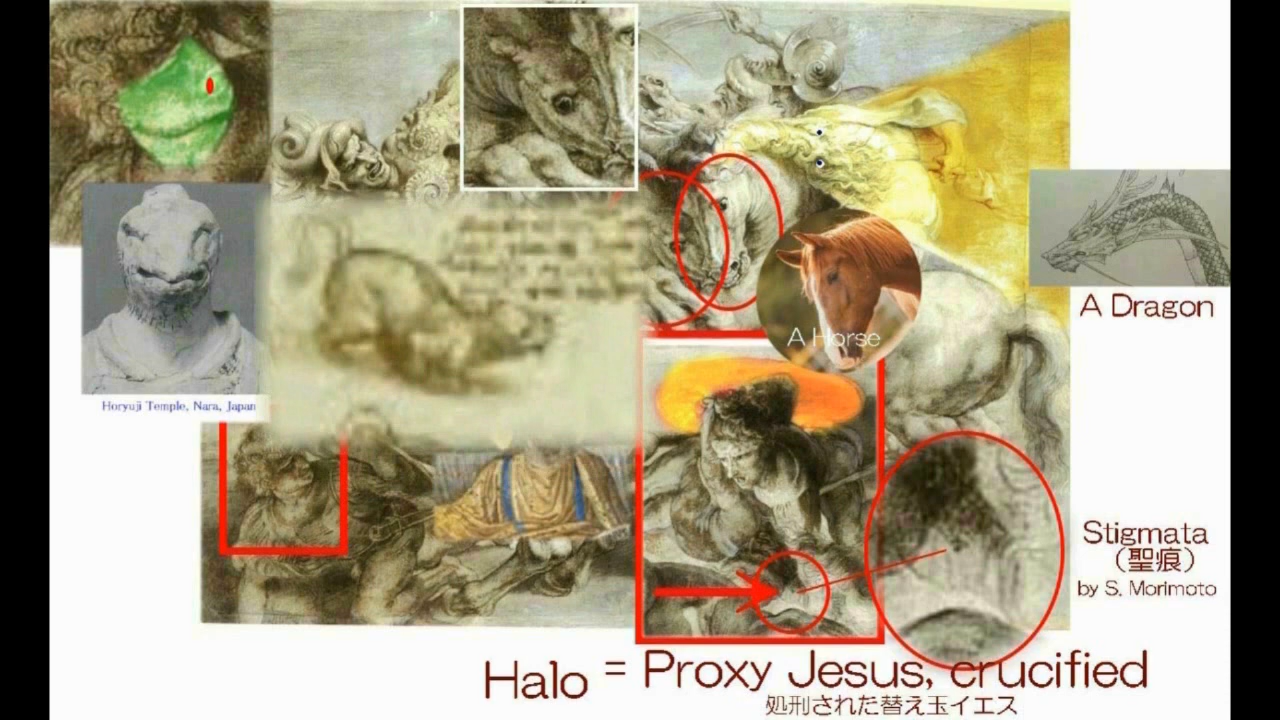 A Horse
A Dragon
Horyuji Temple, Nara, Japan
Stigmata
（聖痕）
by S. Morimoto
Halo = Proxy Jesus, crucified
処刑された替え玉イエス